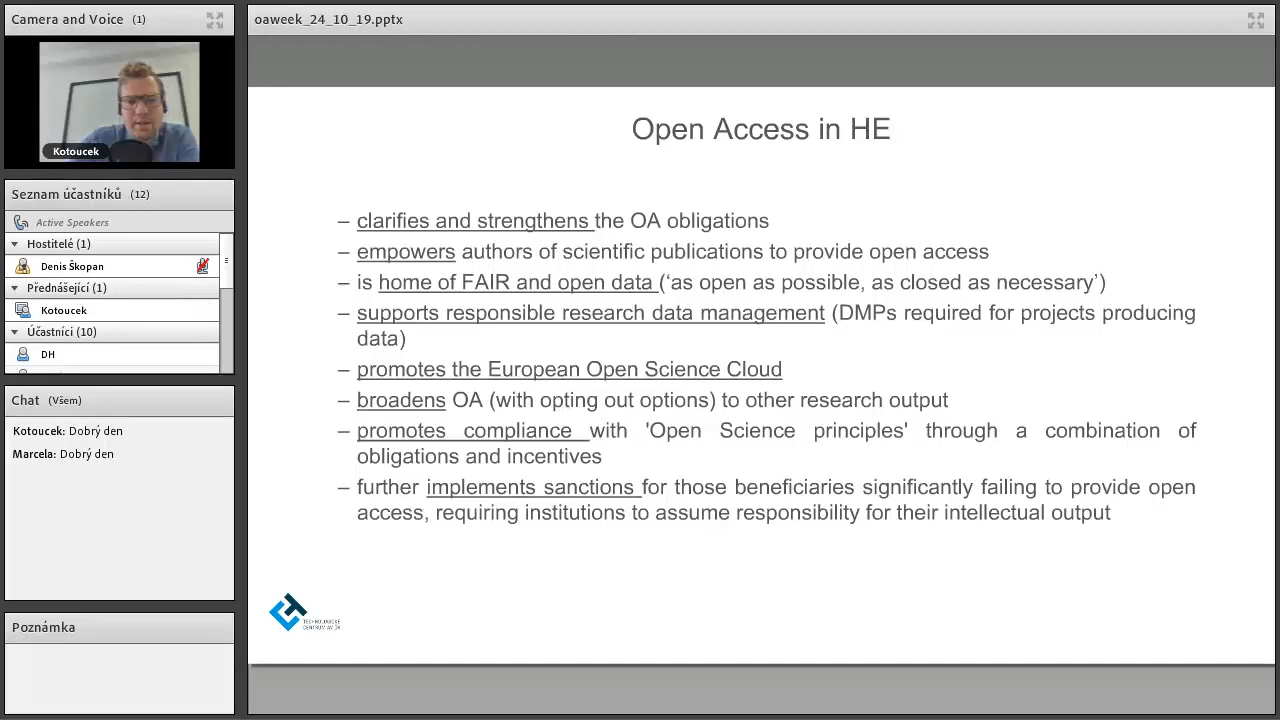 Camera and Voice (1)
Kotoucek
Seznam účastníků (12)
Active Speakers
Hostitelé (1)
Denis Škopan
Přednášející (1)
Kotoucek
Účastníci (10)
DH
Chat (Všem)
Kotoucek: Dobrý den
Marcela: Dobrý den
Poznámka
oaweek_24_10_19.pptx
Open Access in HE
– clarifies and strengthens the OA obligations
– empowers authors of scientific publications to provide open access
– is home of FAIR and open data (‘as open as possible, as closed as necessary’)
– supports responsible research data management (DMPs required for projects producing
data)
– promotes the European Open Science Cloud
– broadens OA (with opting out options) to other research output
– promotes compliance with 'Open Science principles' through a combination of
obligations and incentives
– further implements sanctions for those beneficiaries significantly failing to provide open
access, requiring institutions to assume responsibility for their intellectual output
TECHNOLOGICKÉ
CENTRUM AV ČR